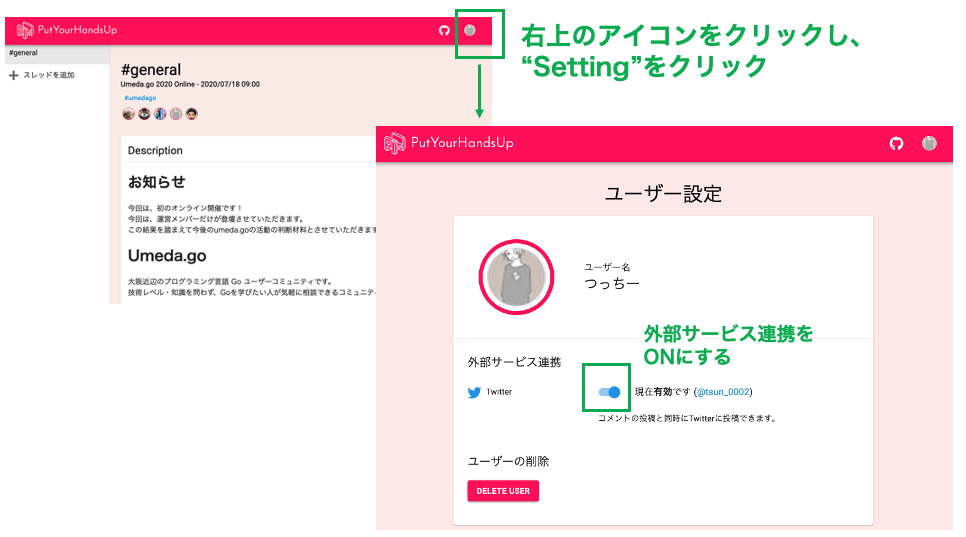 PutYourHandsUp
右上のアイコンをクリックし、
“Setting”をクリック
#general
スレッドを追加
#general
Umeda.go 2020 Online - 2020/07/18 09:00
#umedago
Description
お知らせ
今回は、初のオンライン開催です！
今回は、運営メンバーだけが登壇させていただきます。
この結果を踏まえて今後のumeda.goの活動の判断材料とさせていただきます
Umeda.go
大阪近辺のプログラミング言語 Go ユーザーコミュニティです。
技術レベル・知識を問わず、Goを学びたい人が気軽に相談できるコミュニティ
PutYourHandsUp
ユーザー設定
ユーザー名
つっちー
外部サービス連携を
ONにする
外部サービス連携
Twitter
現在有効です (@tsun_0002)
コメントの投稿と同時にTwitterに投稿できます。
ユーザーの削除
DELETE USER